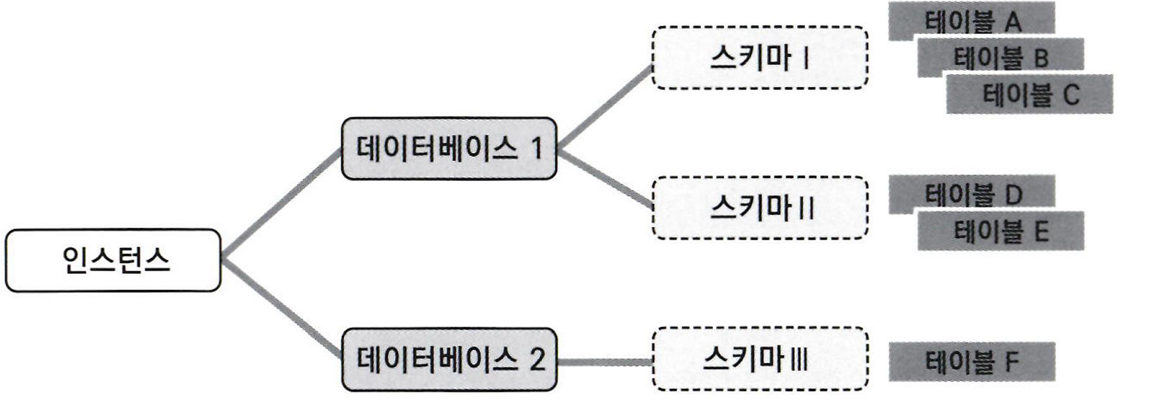 인스턴스
데이터베이스 1
스키마 Ⅰ
테이블 A
테이블 B
테이블 C
스키마 Ⅱ
테이블 D
테이블 E
데이터베이스 2
스키마 Ⅲ
테이블 F